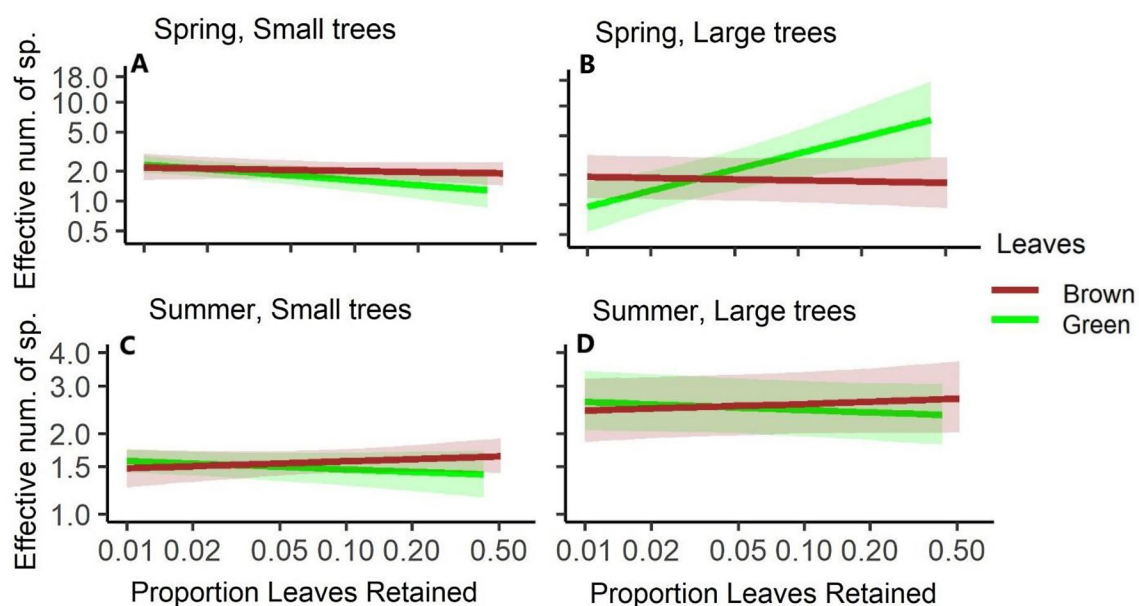 Spring, Small trees
Spring, Large trees
Effective num. of sp.
A
B
18.0
10.0
5.0
2.0
1.0
0.5
Leaves
Brown
Green
Summer, Small trees
Summer, Large trees
Effective num. of sp.
C
D
4.0
3.0
2.0
1.5
1.0
0.01 0.02 0.05 0.10 0.20 0.50
0.01 0.02 0.05 0.10 0.20 0.50
Proportion Leaves Retained
Proportion Leaves Retained